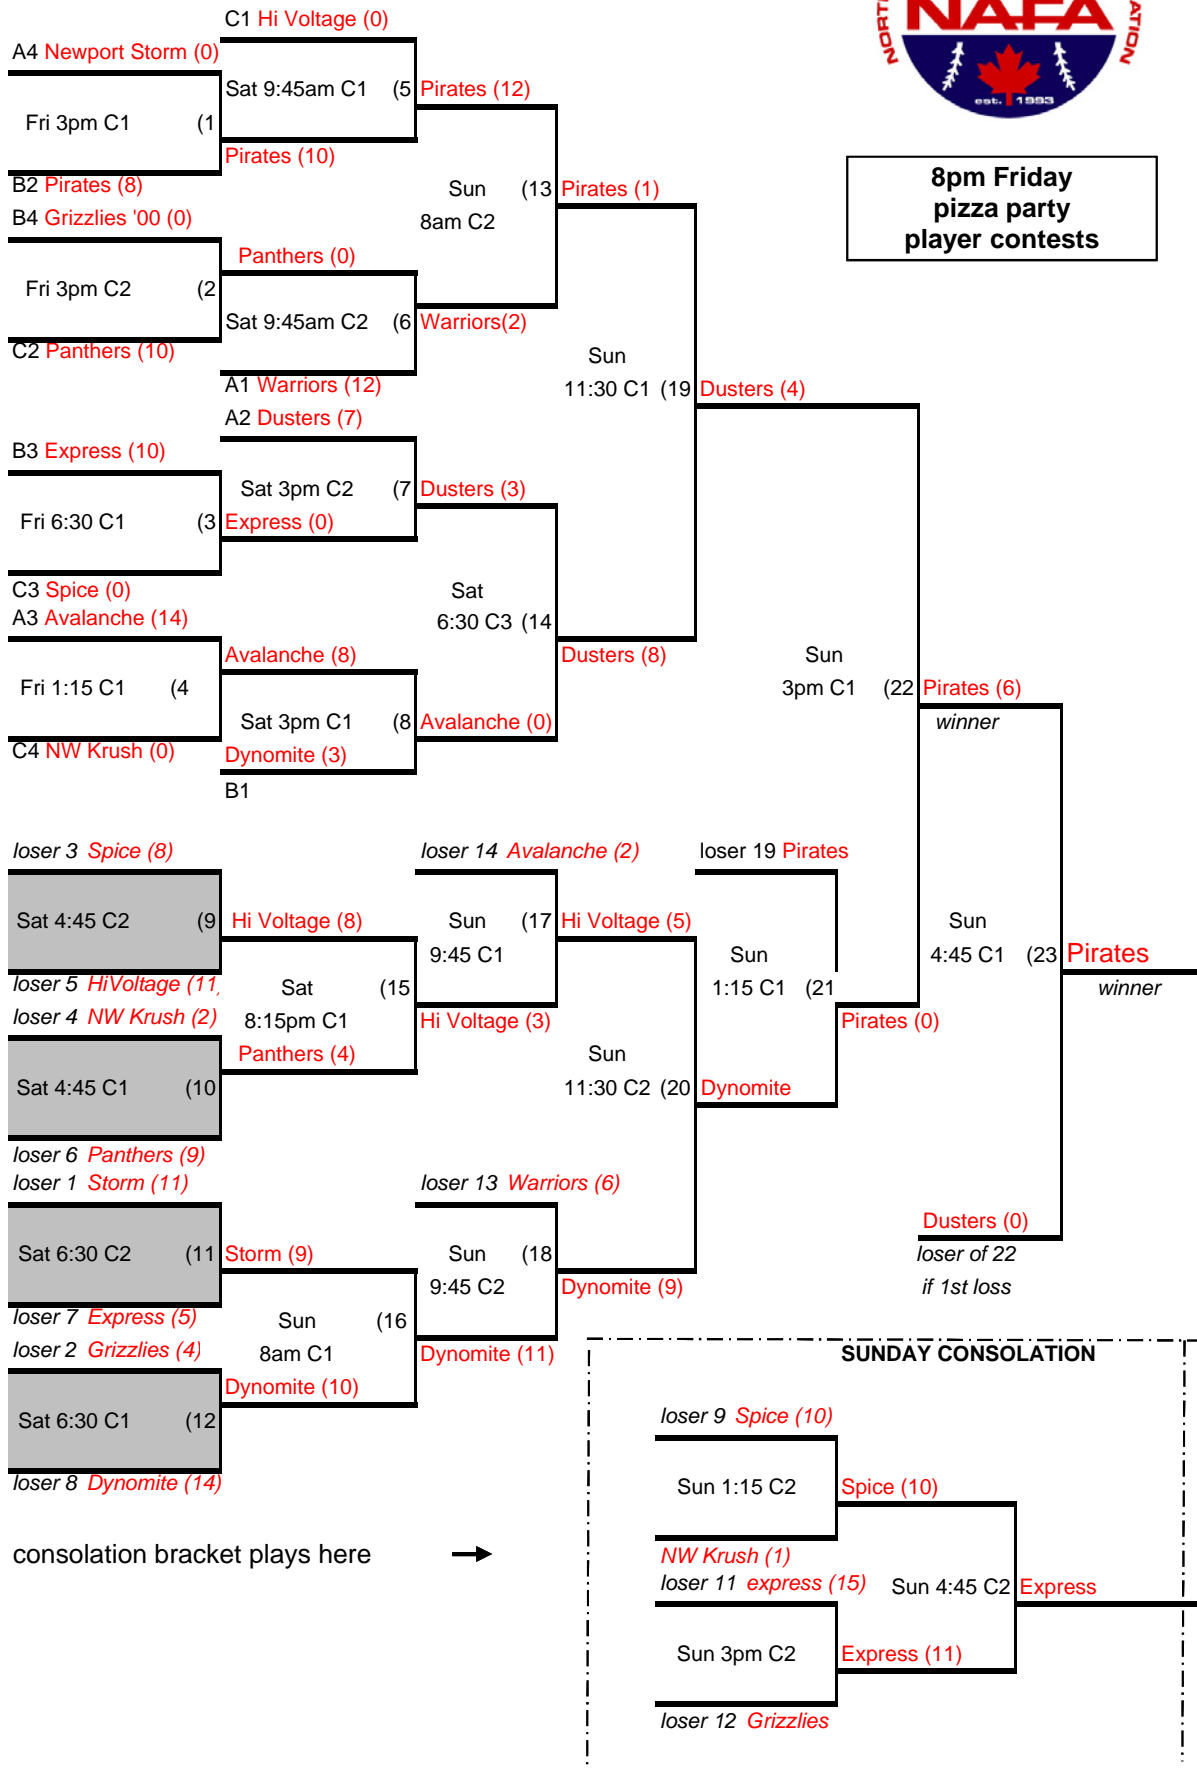 C1 Hi Voltage (0)
A4 Newport Storm (0)
Sat 9:45am C1 (5 Pirates (12)
Fri 3pm C1 (1
Pirates (10)
B2 Pirates (8)
B4 Grizzlies '00 (0)
Sun (13 Pirates (1)
8am C2
Panthers (0)
Fri 3pm C2 (2
Sat 9:45am C2 (6 Warriors(2)
C2 Panthers (10)
A1 Warriors (12)
Sun
11:30 C1 (19 Dusters (4)
A2 Dusters (7)
B3 Express (10)
Sat 3pm C2 (7 Dusters (3)
Fri 6:30 C1 (3 Express (0)
C3 Spice (0)
A3 Avalanche (14)
Sat
6:30 C3 (14
Avalanche (8)
Dusters (8)
Sun
3pm C1 (22 Pirates (6)
winner
Fri 1:15 C1 (4
Sat 3pm C1 (8 Avalanche (0)
C4 NW Krush (0)
Dynomite (3)
B1
NORTH
NAFA
ATION
est. 1993
8pm Friday
pizza party
player contests
loser 3 Spice (8)
loser 14 Avalanche (2)
loser 19 Pirates
Sat 4:45 C2 (9 Hi Voltage (8)
Sun (17 Hi Voltage (5)
9:45 C1
Sun
4:45 C1 (23 Pirates
winner
loser 5 HiVoltage (11)
Sat (15
8:15pm C1
Sun
1:15 C1 (21
loser 4 NW Krush (2)
Hi Voltage (3)
Pirates (0)
Panthers (4)
Sat 4:45 C1 (10
Sun
11:30 C2 (20 Dynomite
loser 6 Panthers (9)
loser 1 Storm (11)
loser 13 Warriors (6)
Dusters (0)
loser of 22
if 1st loss
Sat 6:30 C2 (11 Storm (9)
Sun (18
9:45 C2
Dynomite (9)
loser 7 Express (5)
Sun (16
8am C1
loser 2 Grizzlies (4)
Dynomite (11)
Dynomite (10)
Sat 6:30 C1 (12
loser 8 Dynomite (14)
SUNDAY CONSOLATION
loser 9 Spice (10)
Sun 1:15 C2 Spice (10)
consolation bracket plays here →
NW Krush (1)
loser 11 express (15)
Sun 4:45 C2 Express
Sun 3pm C2 Express (11)
loser 12 Grizzlies